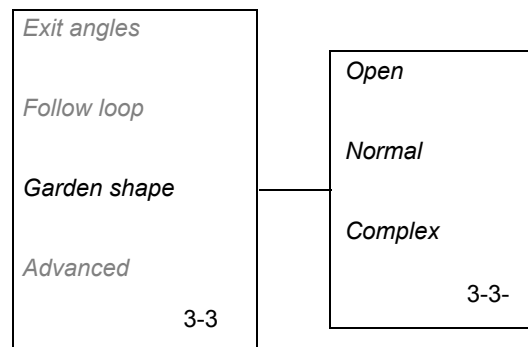 Exit angles
Follow loop
Garden shape
Advanced
3-3
Open
Normal
Complex
3-3-